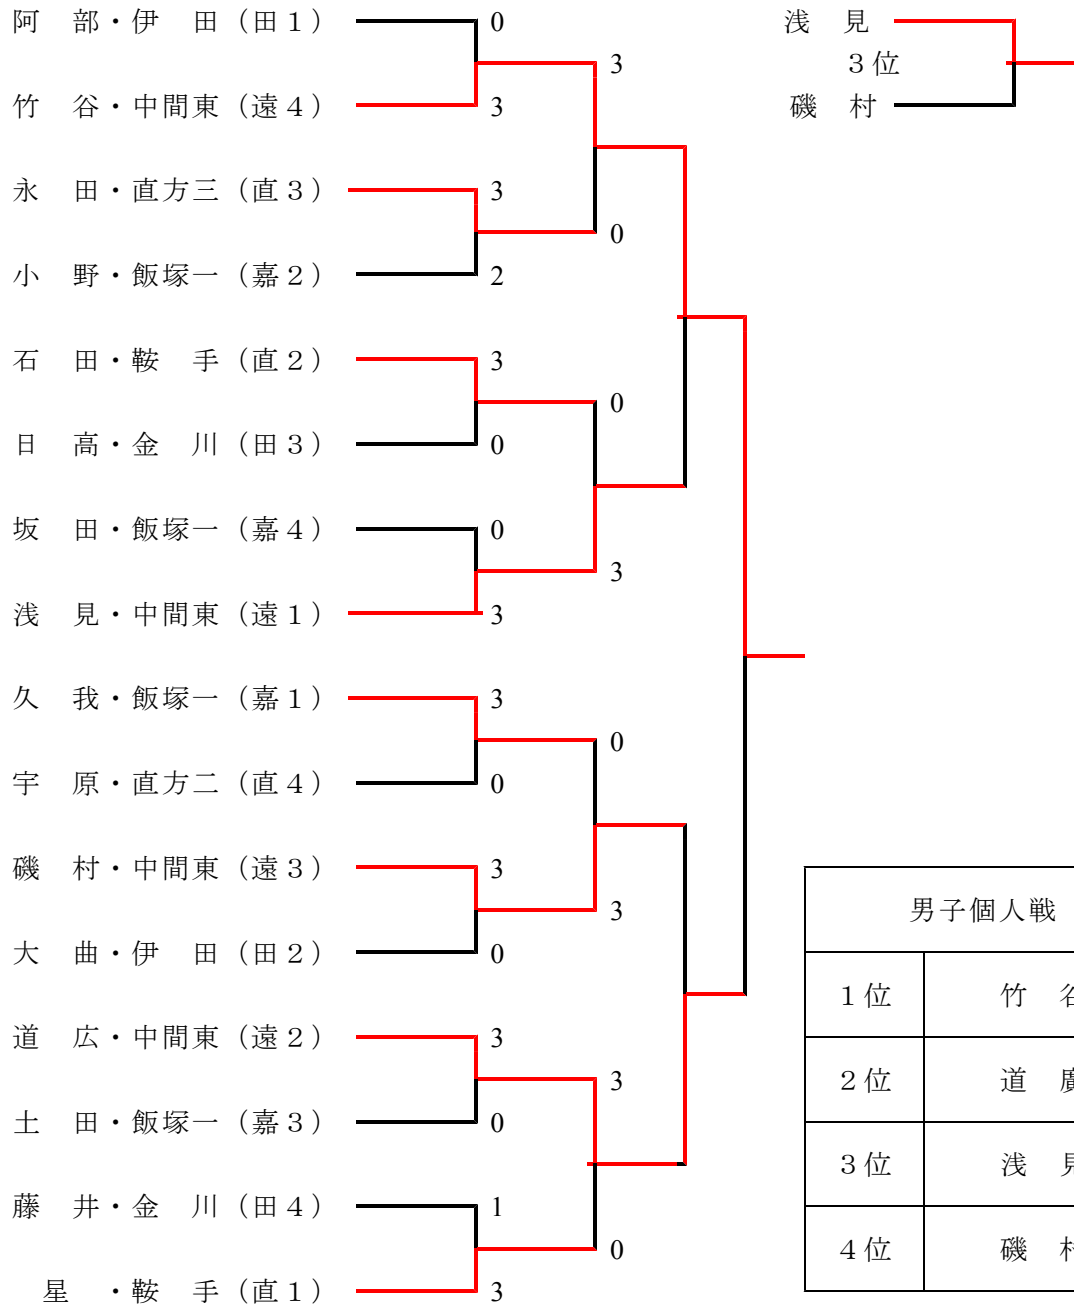 阿　部・伊　田（田１） 0
3
竹　谷・中間東（遠４） 3
永　田・直方三（直３） 3
0
小　野・飯塚一（嘉２） 2
石　田・鞍　手（直２） 3
0
日　高・金　川（田３） 0
坂　田・飯塚一（嘉４） 0
3
浅　見・中間東（遠１） 3
久　我・飯塚一（嘉１） 3
0
宇　原・直方二（直４） 0
磯　村・中間東（遠３） 3
3
大　曲・伊　田（田２） 0
道　広・中間東（遠２） 3
3
土　田・飯塚一（嘉３） 0
藤　井・金　川（田４） 1
0
星　・鞍　手（直１） 3
浅　見
３位
磯　村
男子個人戦
１位 竹　谷
２位 道　廣
３位 浅　見
４位 磯　村